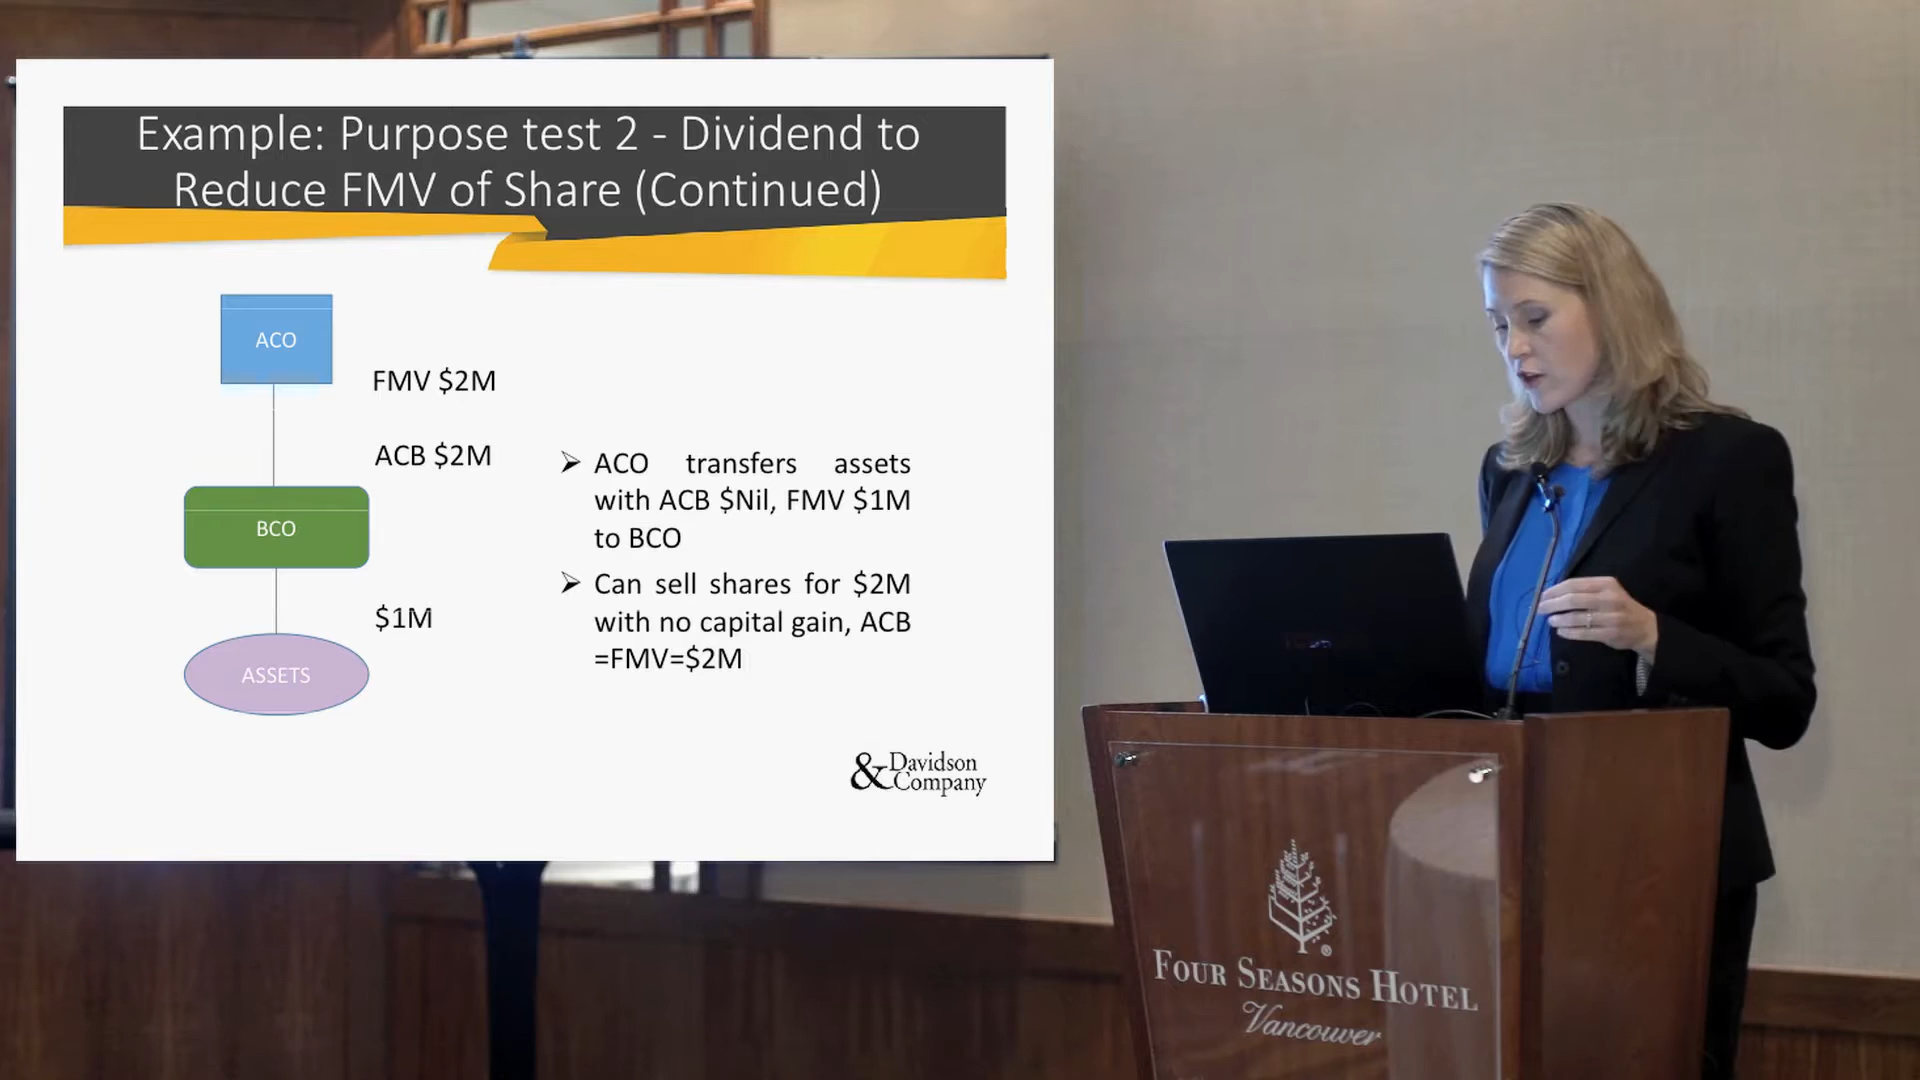 Example: Purpose test 2 - Dividend to
Reduce FMV of Share (Continued)
ACO
FMV $2M
ACB $2M
BCO
$1M
ASSETS
➢ ACO transfers assets
with ACB $Nil, FMV $1M
to BCO
➢ Can sell shares for $2M
with no capital gain, ACB
=FMV=$2M
& Davidson
Company
FOUR SEASONS HOTEL
Vancouver
®